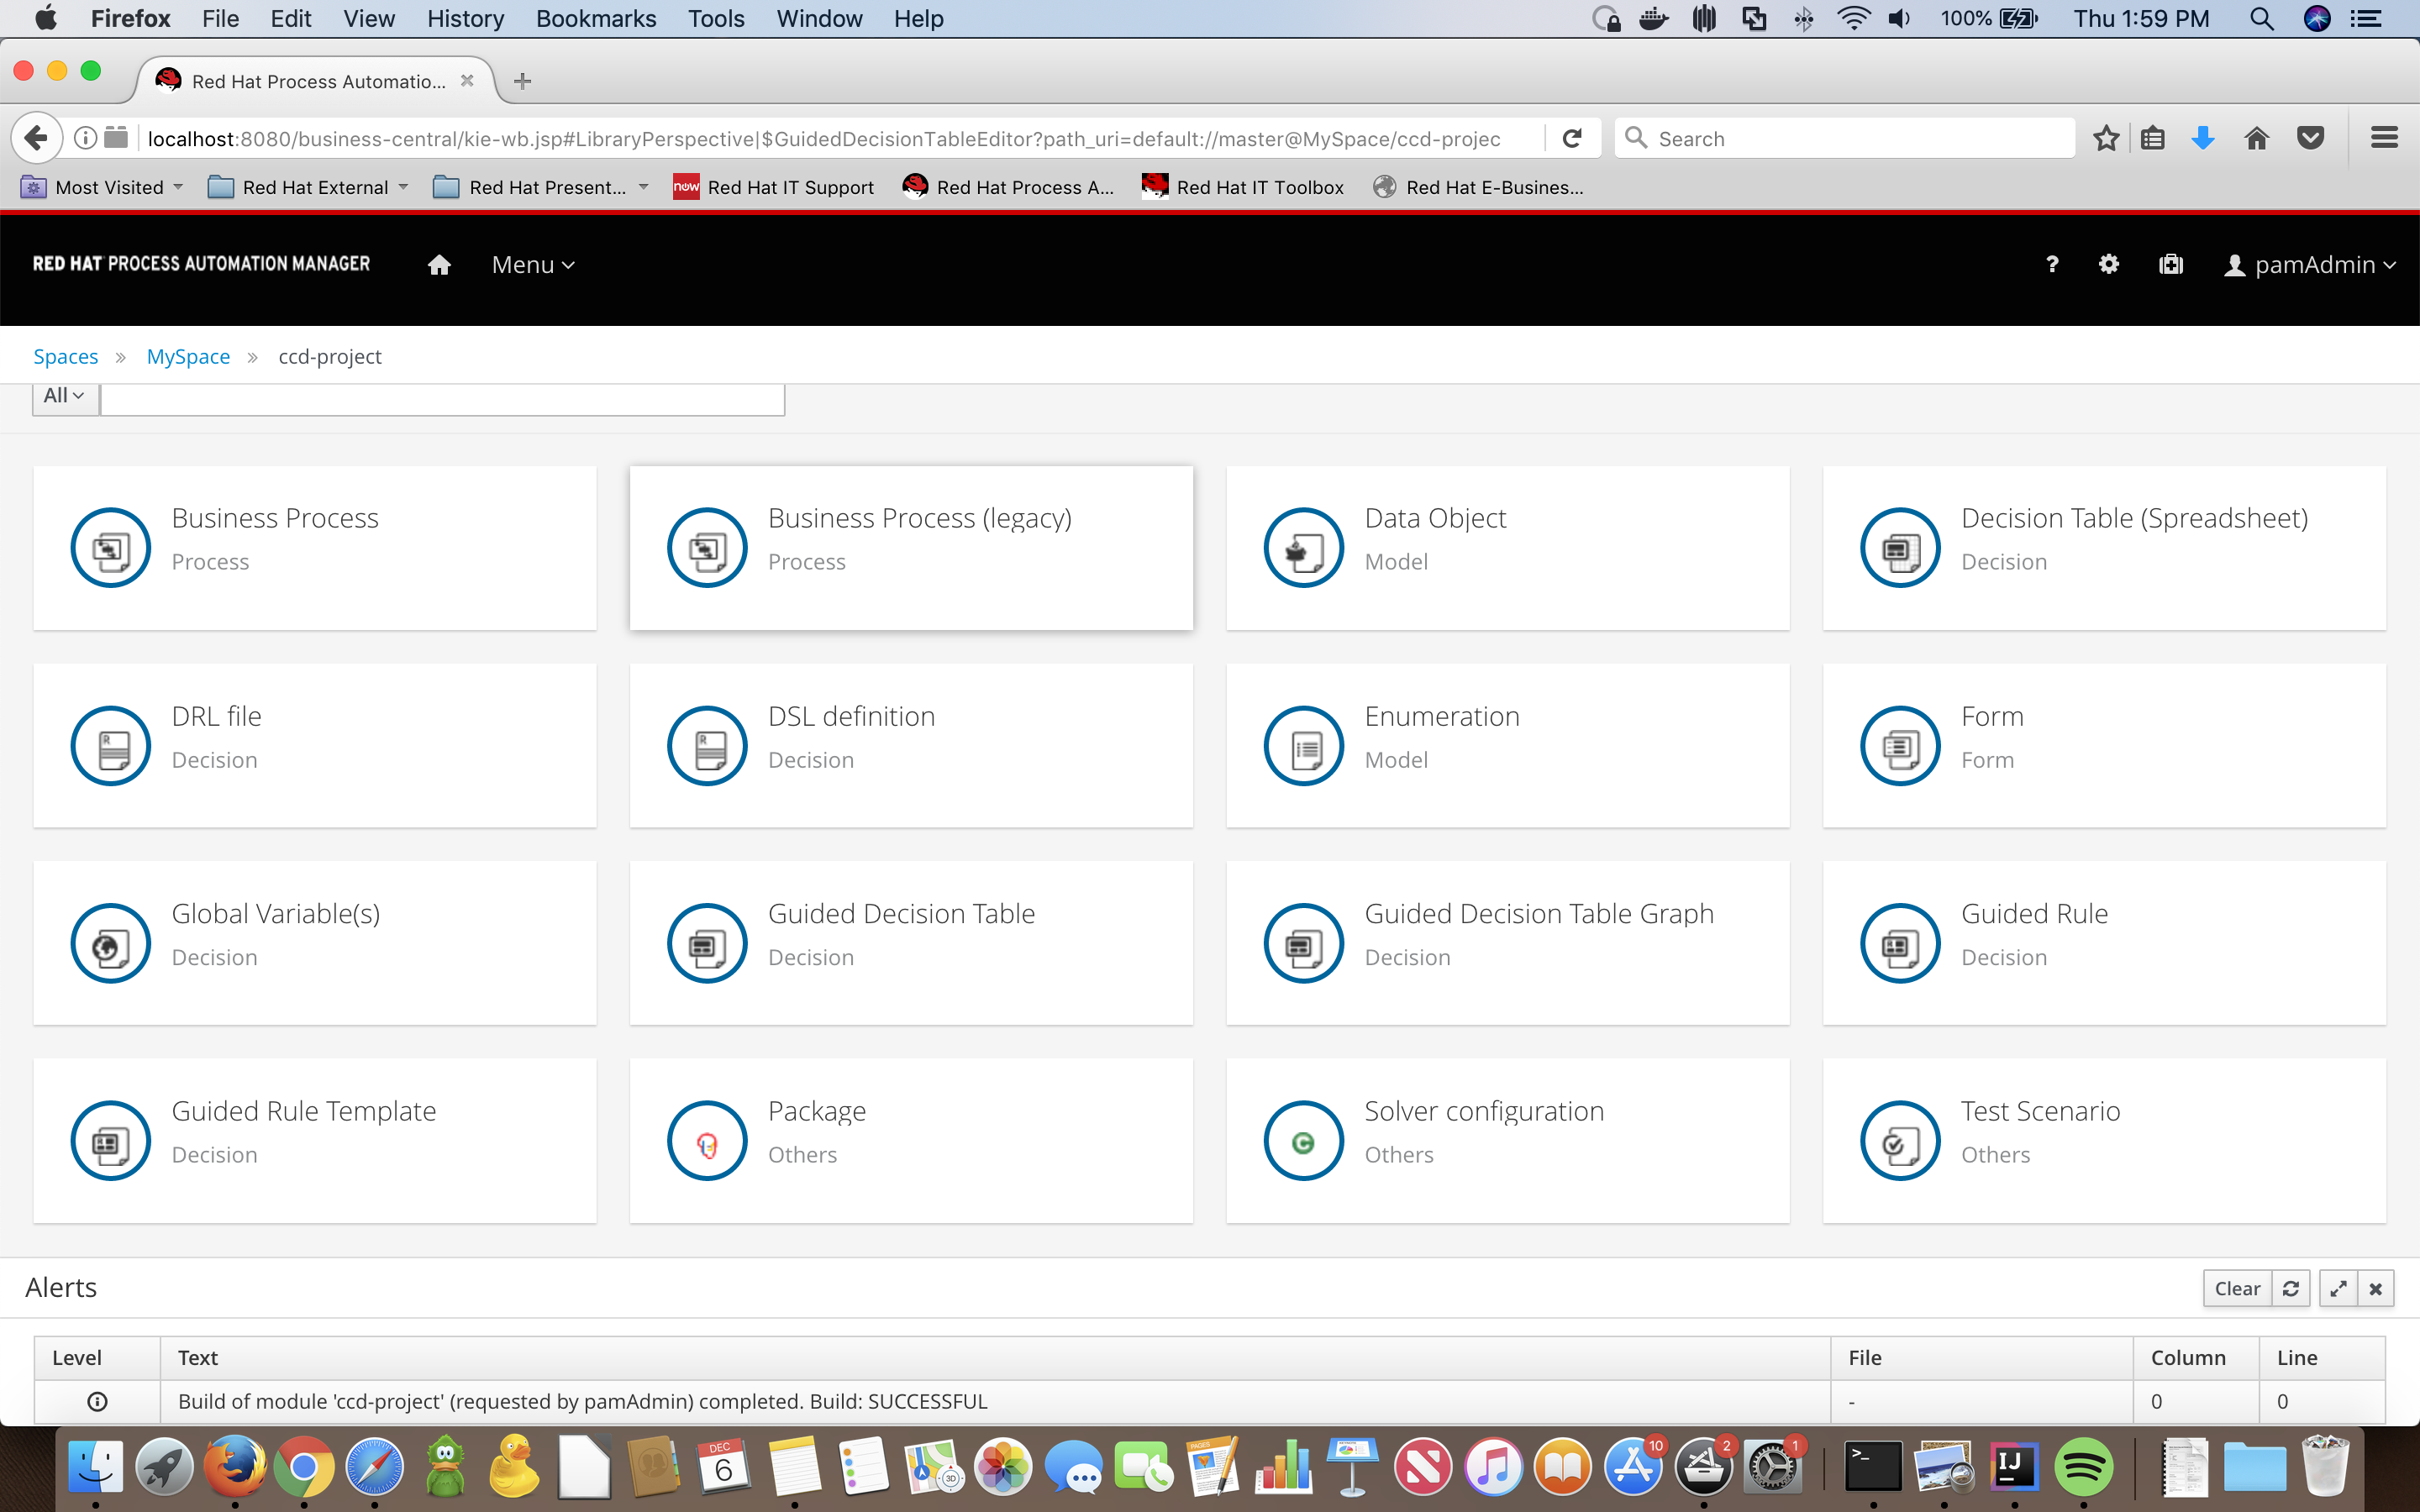 Firefox File Edit View History Bookmarks Tools Window Help 100% Thu 1:59 PM
Red Hat Process Automatio...
localhost:8080/business-central/kie-wb.jsp#LibraryPerspective|$GuidedDecisionTableEditor?path_uri=default://master@MySpace/ccd-projec Search
Most Visited Red Hat External Red Hat Present... now Red Hat IT Support Red Hat Process A... Red Hat IT Toolbox Red Hat E-Busines...
RED HAT PROCESS AUTOMATION MANAGER Menu ? pamAdmin
Spaces » MySpace » ccd-project
All
Business Process Business Process (legacy) Data Object Decision Table (Spreadsheet)
Process Process Model Decision
DRL file DSL definition Enumeration Form
Decision Decision Model Form
Global Variable(s) Guided Decision Table Guided Decision Table Graph Guided Rule
Decision Decision Decision Decision
Guided Rule Template Package Solver configuration Test Scenario
Decision Others Others Others
Alerts Clear
Level Text File Column Line
Build of module 'ccd-project' (requested by pamAdmin) completed. Build: SUCCESSFUL - 0 0
DEC 6 3D PAGES 10 2 1 >_ IJ